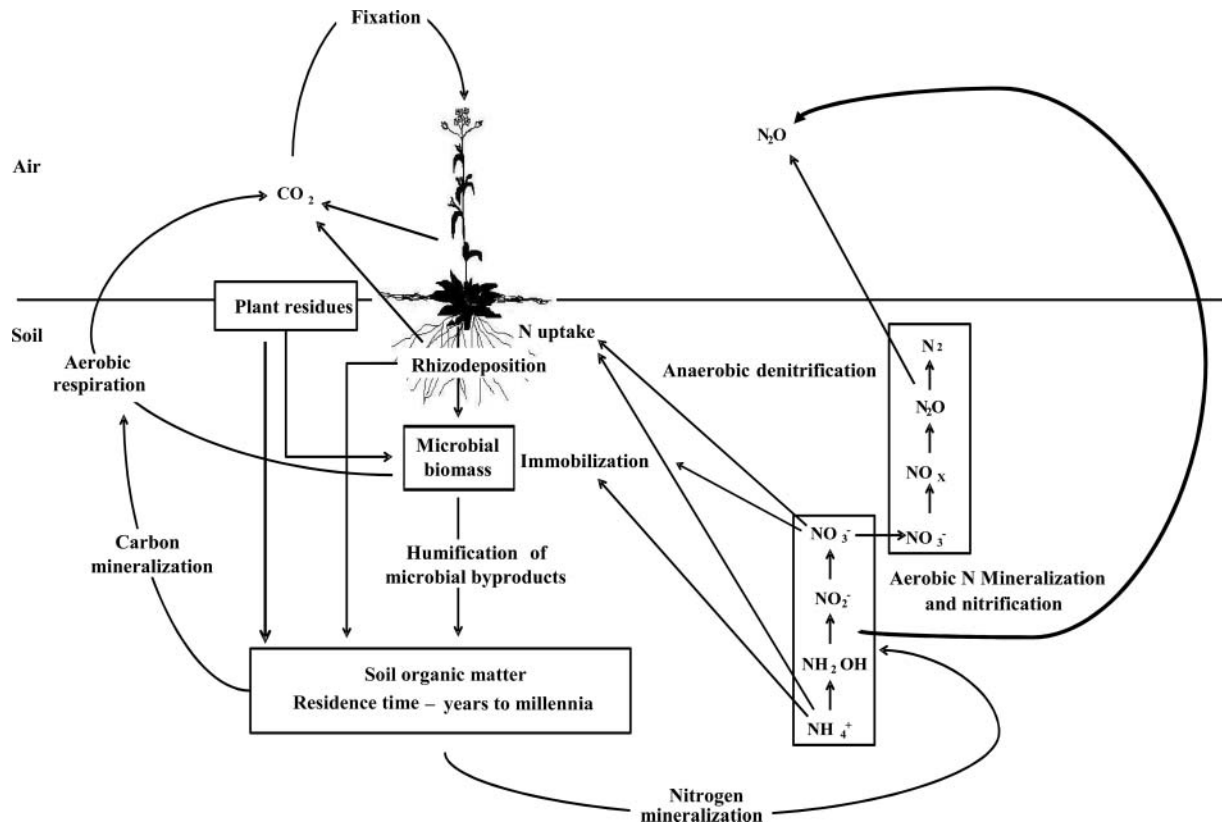 Fixation
Air
CO2
N2O
Plant residues
Soil
N uptake
Aerobic
respiration
Rhizodeposition
Anaerobic denitrification
N2
N2O
NOX
NO3-
Microbial
biomass
Immobilization
Carbon
mineralization
Humification of
microbial byproducts
NO3-
NO2-
NH2OH
NH4+
Aerobic N Mineralization
and nitrification
Soil organic matter
Residence time – years to millennia
Nitrogen
mineralization